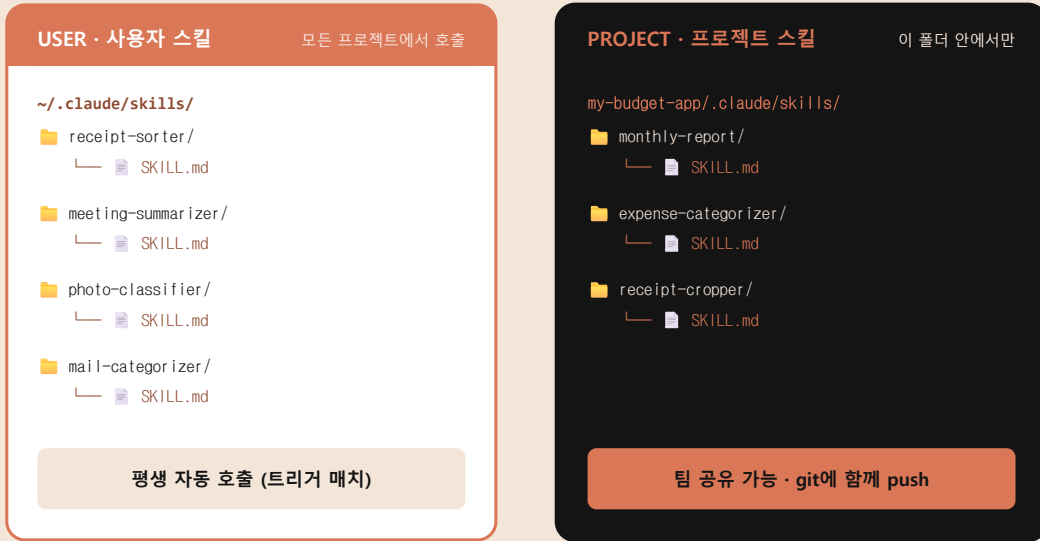 USER · 사용자 스킬
모든 프로젝트에서 호출
~/.claude/skills/
receipt-sorter/
└── SKILL.md
meeting-summarizer/
└── SKILL.md
photo-classifier/
└── SKILL.md
mail-categorizer/
└── SKILL.md
평생 자동 호출 (트리거 매치)
PROJECT · 프로젝트 스킬
이 폴더 안에서만
my-budget-app/.claude/skills/
monthly-report/
└── SKILL.md
expense-categorizer/
└── SKILL.md
receipt-cropper/
└── SKILL.md
팀 공유 가능 · git에 함께 push